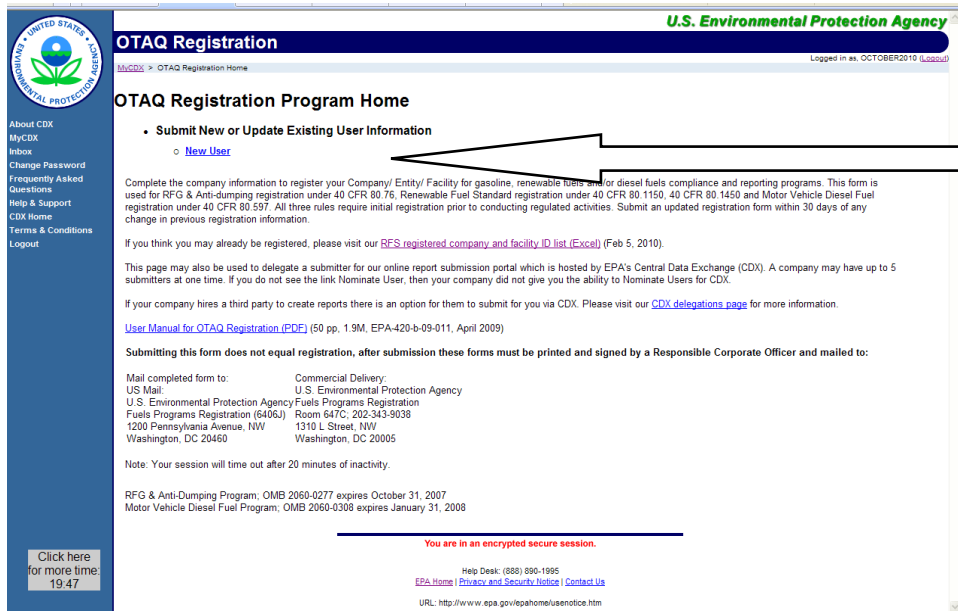 U.S. Environmental Protection Agency
UNITED STATES
ENVIRONMENTAL PROTECTION AGENCY
OTAQ Registration
Logged in as, OCTOBER2010 (Logout)
MyCDX > OTAQ Registration Home
About CDX
MyCDX
Inbox
Change Password
Frequently Asked
Questions
Help & Support
CDX Home
Terms & Conditions
Logout
Click here
for more time:
19:47
OTAQ Registration Program Home
• Submit New or Update Existing User Information
○ New User
Complete the company information to register your Company/ Entity/ Facility for gasoline, renewable fuels and/or diesel fuels compliance and reporting programs. This form is
used for RFG & Anti-dumping registration under 40 CFR 80.76, Renewable Fuel Standard registration under 40 CFR 80.1150, 40 CFR 80.1450 and Motor Vehicle Diesel Fuel
registration under 40 CFR 80.597. All three rules require initial registration prior to conducting regulated activities. Submit an updated registration form within 30 days of any
change in previous registration information.
If you think you may already be registered, please visit our RFS registered company and facility ID list (Excel) (Feb 5, 2010).
This page may also be used to delegate a submitter for our online report submission portal which is hosted by EPA's Central Data Exchange (CDX). A company may have up to 5
submitters at one time. If you do not see the link Nominate User, then your company did not give you the ability to Nominate Users for CDX.
If your company hires a third party to create reports there is an option for them to submit for you via CDX. Please visit our CDX delegations page for more information.
User Manual for OTAQ Registration (PDF) (50 pp, 1.9M, EPA-420-b-09-011, April 2009)
Submitting this form does not equal registration, after submission these forms must be printed and signed by a Responsible Corporate Officer and mailed to:
Mail completed form to:
US Mail:
U.S. Environmental Protection Agency
Fuels Programs Registration (6406J)
1200 Pennsylvania Avenue, NW
Washington, DC 20460
Commercial Delivery:
U.S. Environmental Protection Agency
Fuels Programs Registration
Room 647C; 202-343-9038
1310 L Street, NW
Washington, DC 20005
Note: Your session will time out after 20 minutes of inactivity.
RFG & Anti-Dumping Program; OMB 2060-0277 expires October 31, 2007
Motor Vehicle Diesel Fuel Program; OMB 2060-0308 expires January 31, 2008
You are in an encrypted secure session.
Help Desk: (888) 890-1995
EPA Home | Privacy and Security Notice | Contact Us
URL: http://www.epa.gov/epahome/usenotice.htm